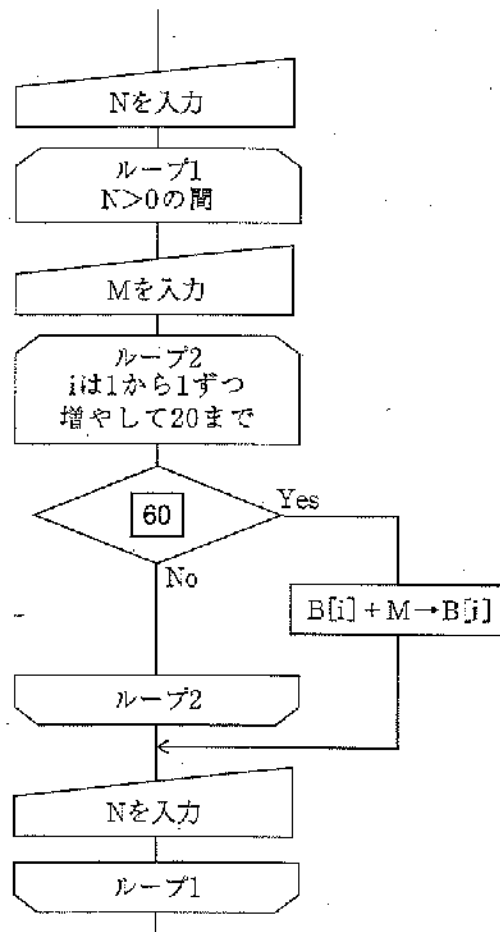 Nを入力
ループ1
N>0の間
Mを入力
ループ2
iは1から1ずつ
増やして20まで
60
Yes
No
B[i]+M→B[i]
ループ2
Nを入力
ループ1